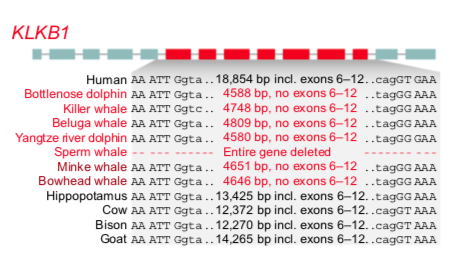 KLKB1
Human AA ATT Ggta..18,854 bp incl. exons 6–12..cagGT GAA
Bottlenose dolphin AA ATT Ggta.. 4588 bp, no exons 6–12 ..tagGG AAA
Killer whale AA ATT Ggtc.. 4748 bp, no exons 6–12 ..tagGG AAA
Beluga whale AA ATT Ggta.. 4809 bp, no exons 6–12 ..tagGG AAA
Yangtze river dolphin AA ATT Ggta.. 4580 bp, no exons 6–12 ..tagGG AAA
Sperm whale -- --- ------ Entire gene deleted ------- ---
Minke whale AA ATT Ggta.. 4651 bp, no exons 6–12 ..tagGG AAA
Bowhead whale AA ATT Ggta.. 4646 bp, no exons 6–12 ..tagGG AAA
Hippopotamus AA ATT Ggta..13,425 bp incl. exons 6–12..cagGG AAA
Cow AA ATT Ggta..12,372 bp incl. exons 6–12..cagGT AAA
Bison AA ATT Ggta..12,270 bp incl. exons 6–12..cagGT AAA
Goat AA ATT Ggta..14,265 bp incl. exons 6–12..cagGT AAA